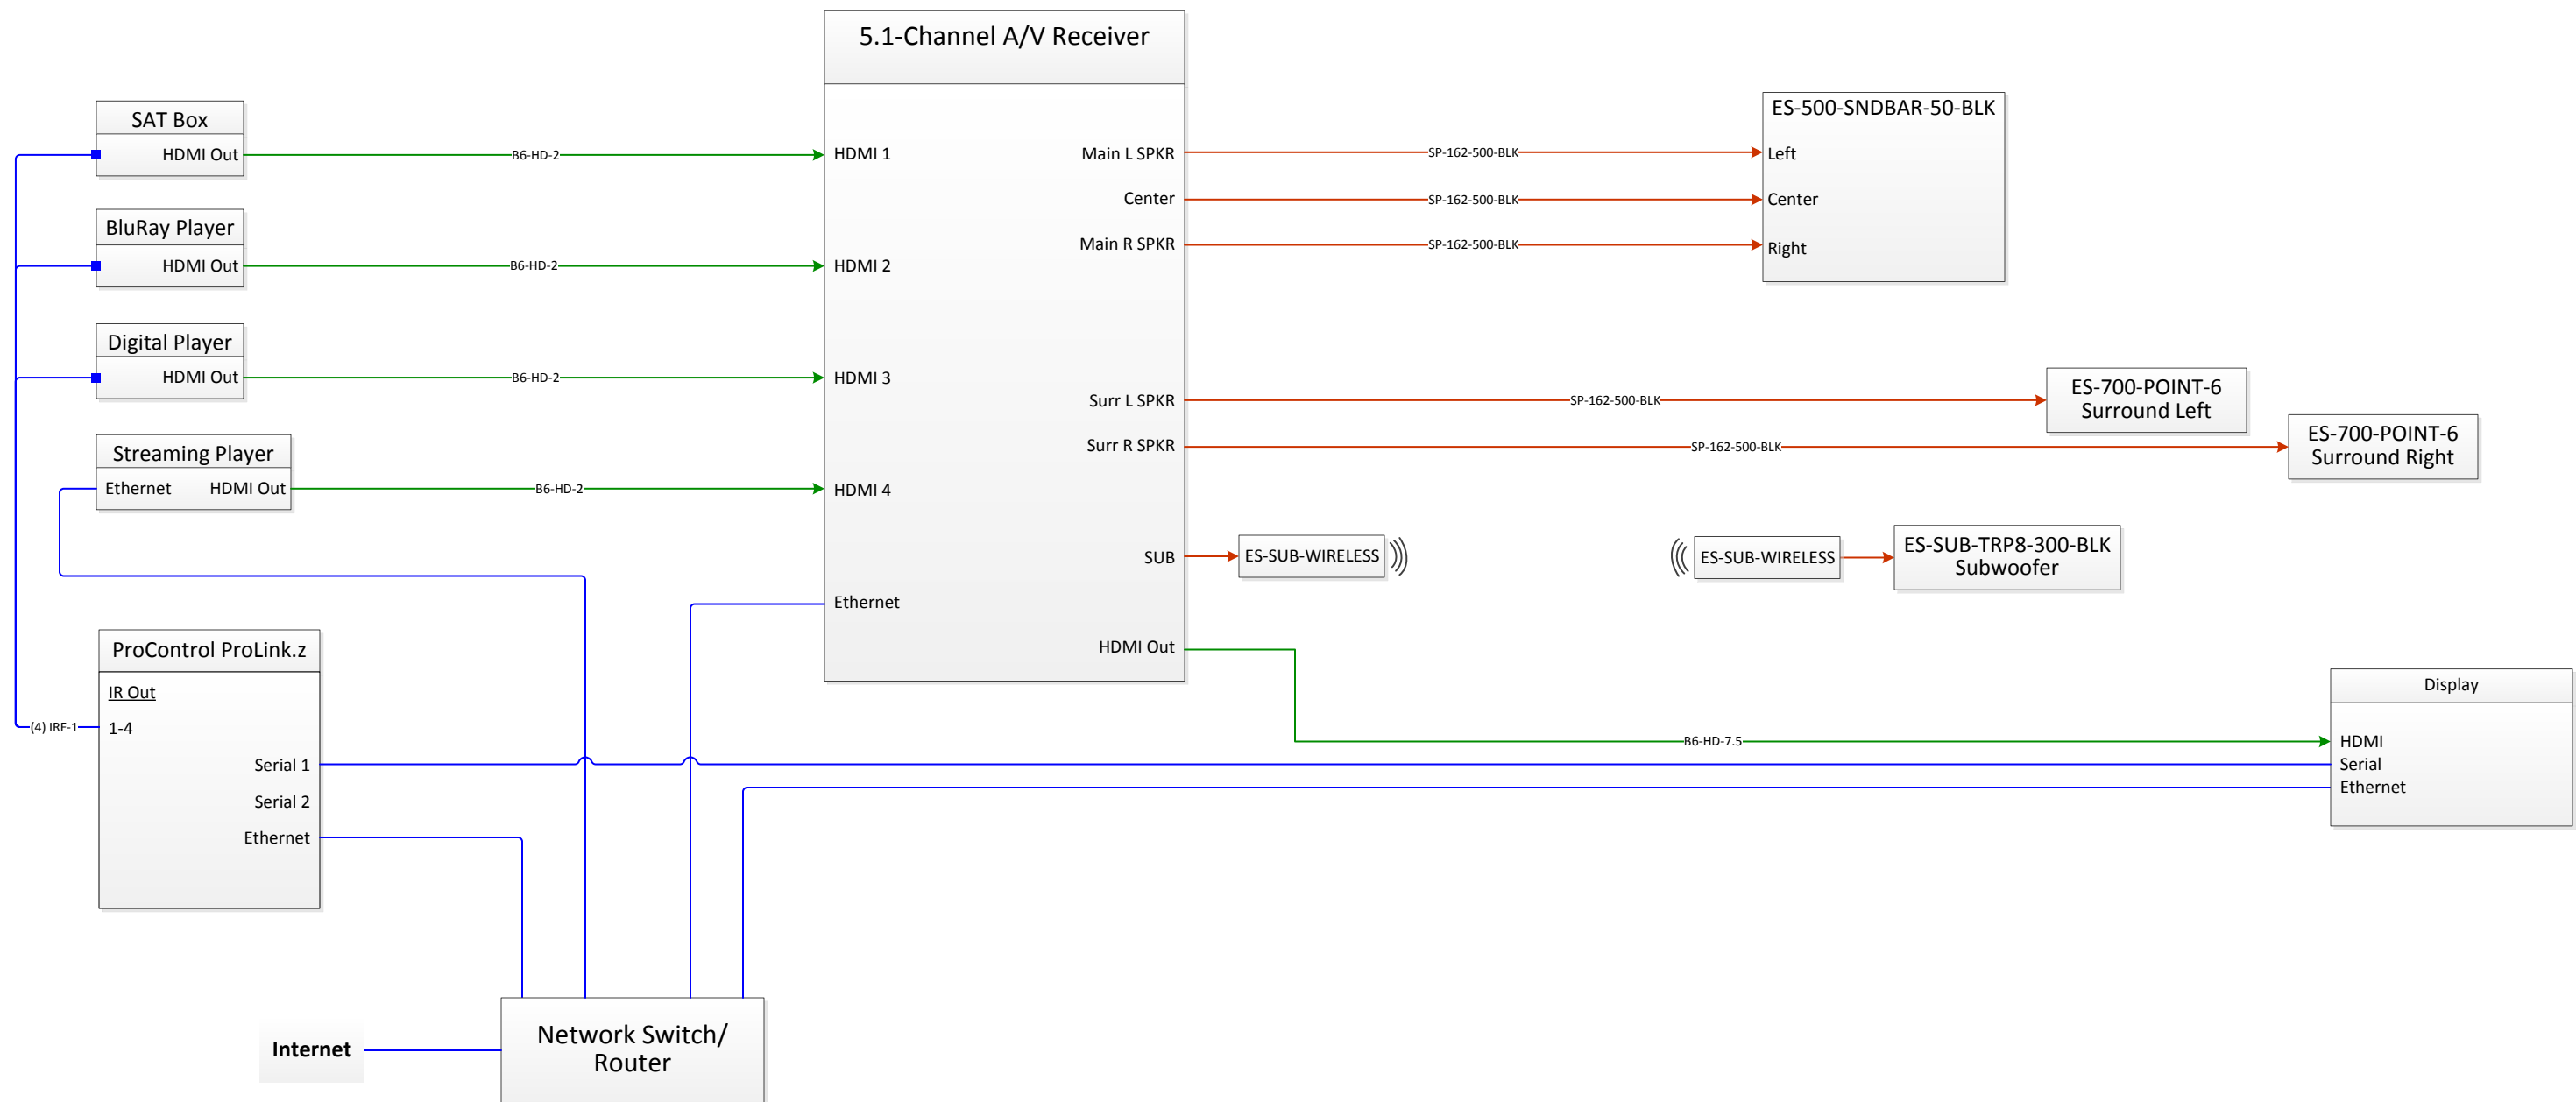 5.1-Channel A/V Receiver
SAT Box
HDMI Out
B6-HD-2
HDMI 1
Main L SPKR
SP-162-500-BLK
ES-500-SNDBAR-50-BLK
Left
Center
SP-162-500-BLK
Center
Main R SPKR
SP-162-500-BLK
Right
BluRay Player
HDMI Out
B6-HD-2
HDMI 2
Digital Player
HDMI Out
B6-HD-2
HDMI 3
Surr L SPKR
SP-162-500-BLK
ES-700-POINT-6
Surround Left
Surr R SPKR
SP-162-500-BLK
ES-700-POINT-6
Surround Right
Streaming Player
Ethernet
HDMI Out
B6-HD-2
HDMI 4
SUB
ES-SUB-WIRELESS
ES-SUB-WIRELESS
ES-SUB-TRP8-300-BLK
Subwoofer
Ethernet
HDMI Out
B6-HD-7.5
ProControl ProLink.z
IR Out
(4) IRF-1
1-4
Serial 1
Serial 2
Ethernet
Display
HDMI
Serial
Ethernet
Internet
Network Switch/
Router